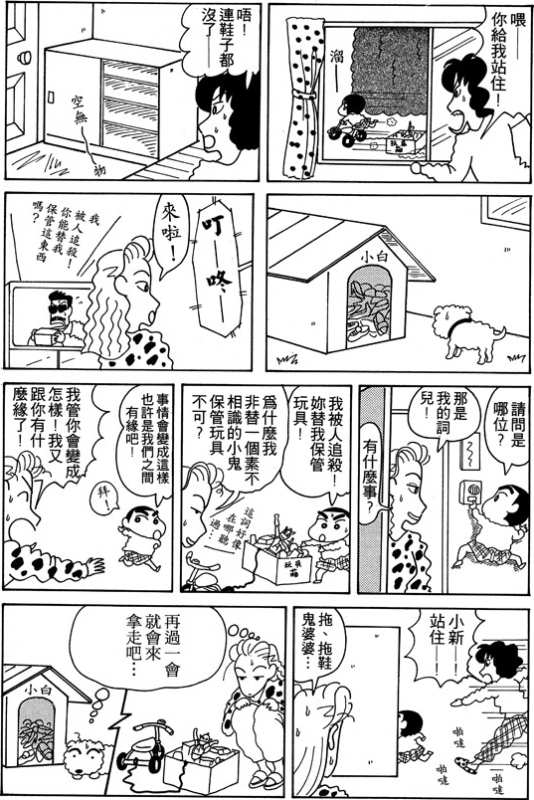 喂——
你給我站住！
溜——
玩具箱
唔！
連鞋子都
沒了——
空無一物
小白
叮—咚—
來啦！
我
被人追殺！
你能替我
保管這東西
嗎？
請問是
哪位？
那是
我的詞
兒！
有什麼事？
我被人追殺！
妳替我保管
玩具！
爲什麼我
非替一個素不
相識的小鬼
保管玩具
不可？
這詞好像
在哪聽
過…
玩具箱
事情會變成這樣
也許是我們之間
有緣吧！
拜！
我管你會變成
怎樣！我又
跟你有什
麼緣了！
小新——
站住——
啪噠
啪噠
啪噠
拖、拖鞋
鬼婆婆…
再過一會
就會來
拿走吧…
小白